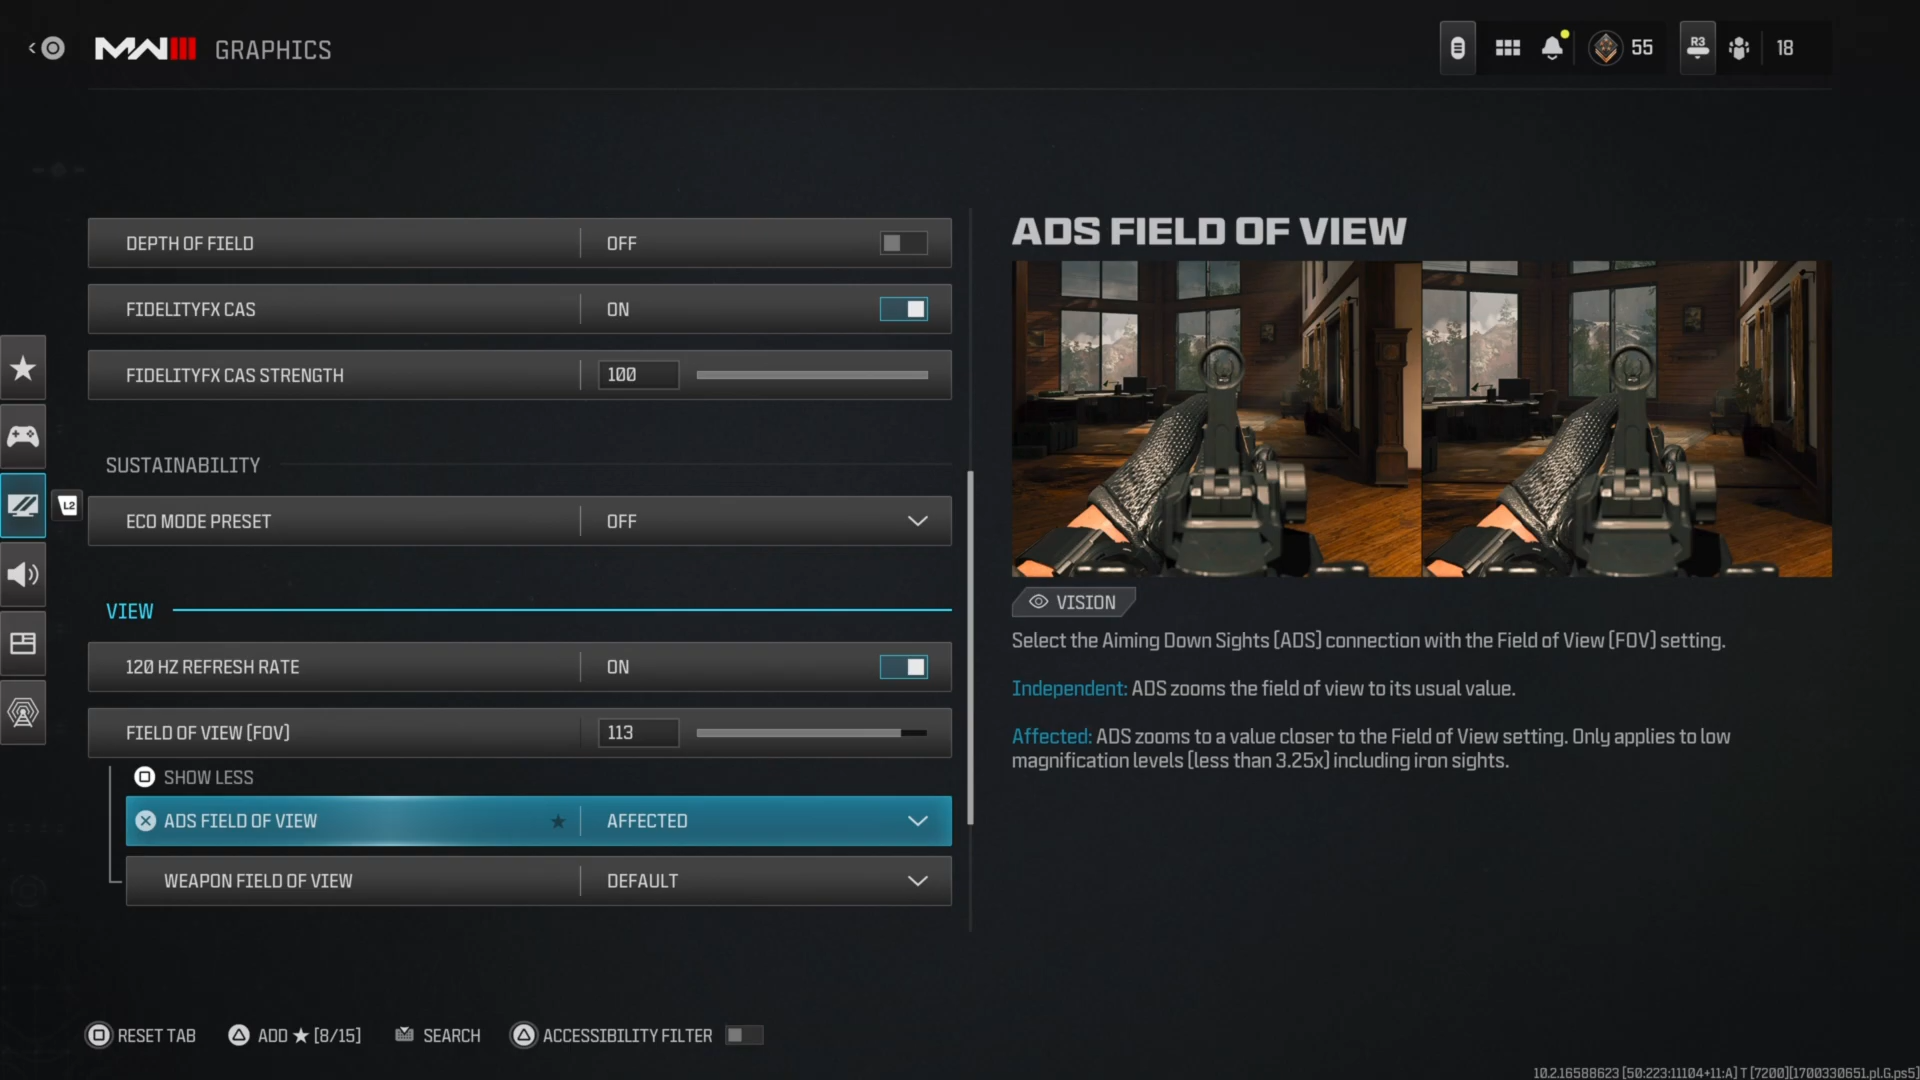 MWIII GRAPHICS
55
R3
18
DEPTH OF FIELD
OFF
FIDELITYFX CAS
ON
FIDELITYFX CAS STRENGTH
100
SUSTAINABILITY
L2
ECO MODE PRESET
OFF
VIEW
120 HZ REFRESH RATE
ON
FIELD OF VIEW [FOV]
113
SHOW LESS
ADS FIELD OF VIEW
AFFECTED
WEAPON FIELD OF VIEW
DEFAULT
ADS FIELD OF VIEW
VISION
Select the Aiming Down Sights [ADS] connection with the Field of View [FOV] setting.
Independent: ADS zooms the field of view to its usual value.
Affected: ADS zooms to a value closer to the Field of View setting. Only applies to low
magnification levels [less than 3.25x] including iron sights.
RESET TAB
ADD ★ [8/15]
SEARCH
ACCESSIBILITY FILTER
10.2.16588623 [50:223:11104+11:A] T [7200][1700330651.pl.G.ps5]